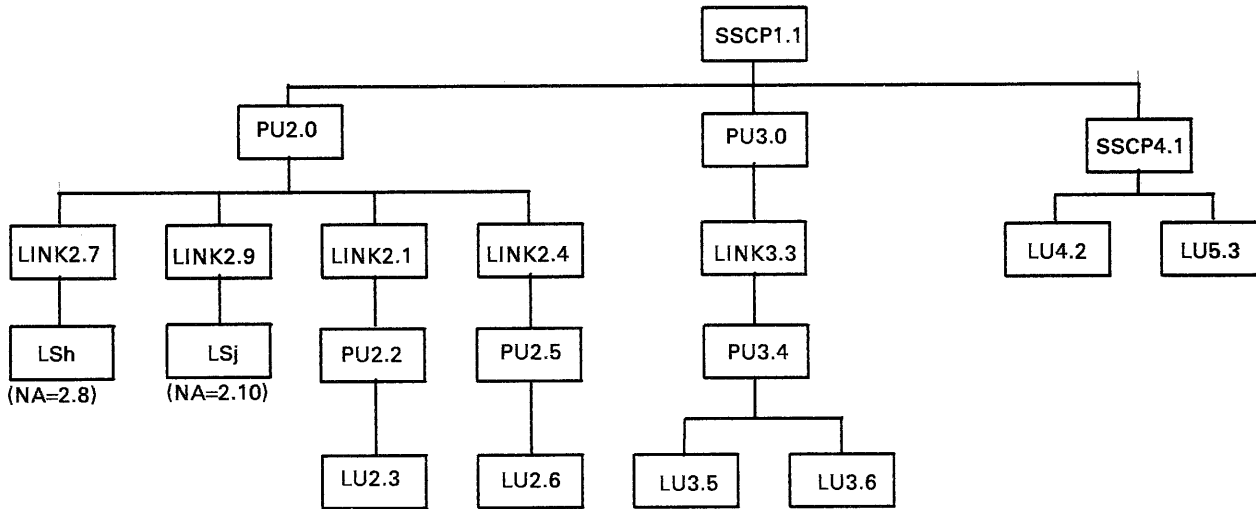 SSCP1.1
PU2.0
PU3.0
SSCP4.1
LINK2.7
LINK2.9
LINK2.1
LINK2.4
LINK3.3
LU4.2
LU5.3
LSh
(NA=2.8)
LSj
(NA=2.10)
PU2.2
PU2.5
PU3.4
LU2.3
LU2.6
LU3.5
LU3.6